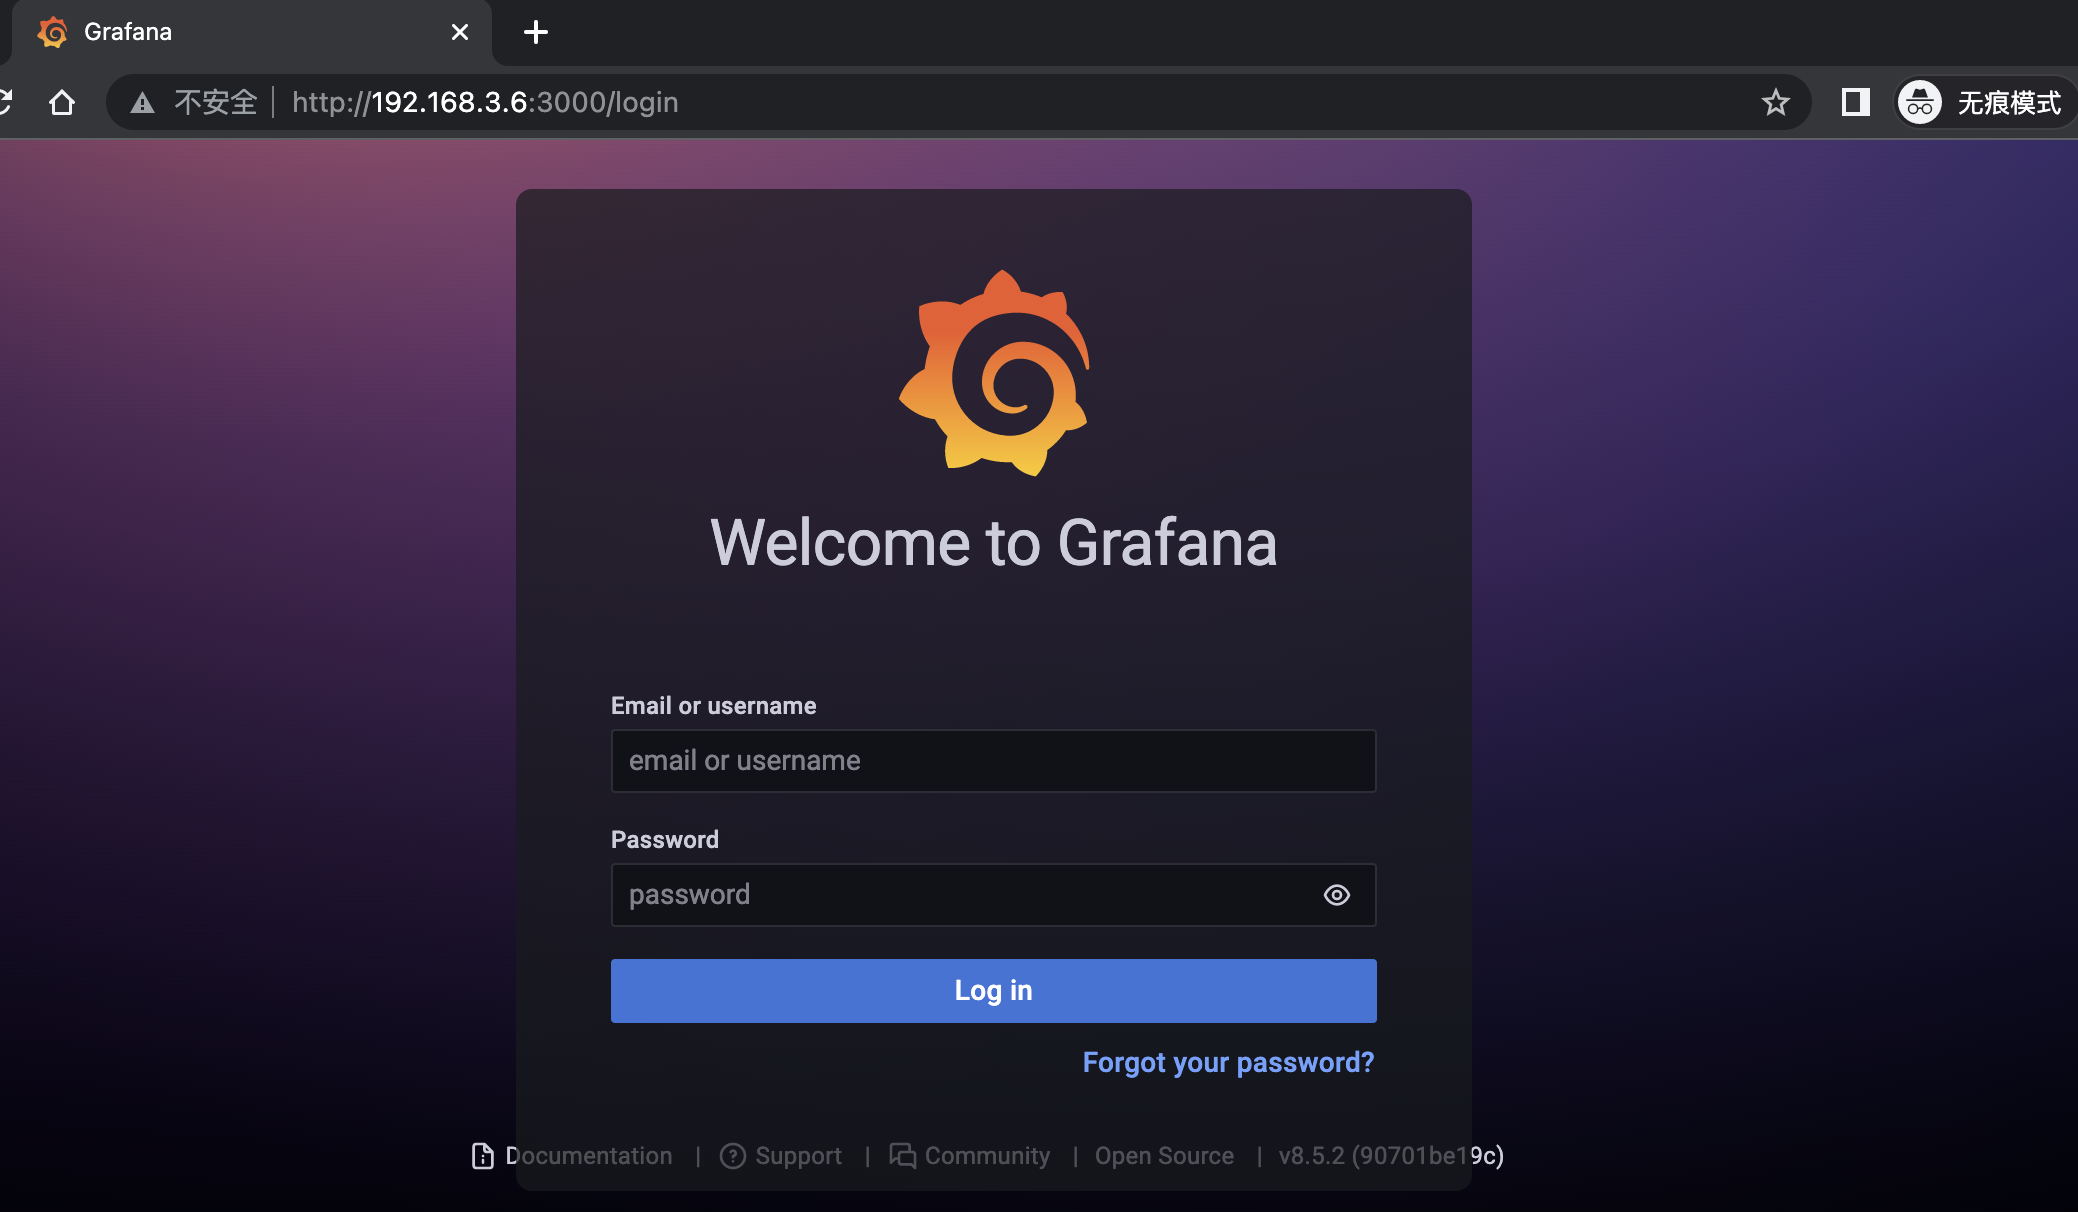 Grafana
不安全 http://192.168.3.6:3000/login 无痕模式
Welcome to Grafana
Email or username
email or username
Password
password
Log in
Forgot your password?
Documentation | Support | Community | Open Source | v8.5.2 (90701be19c)